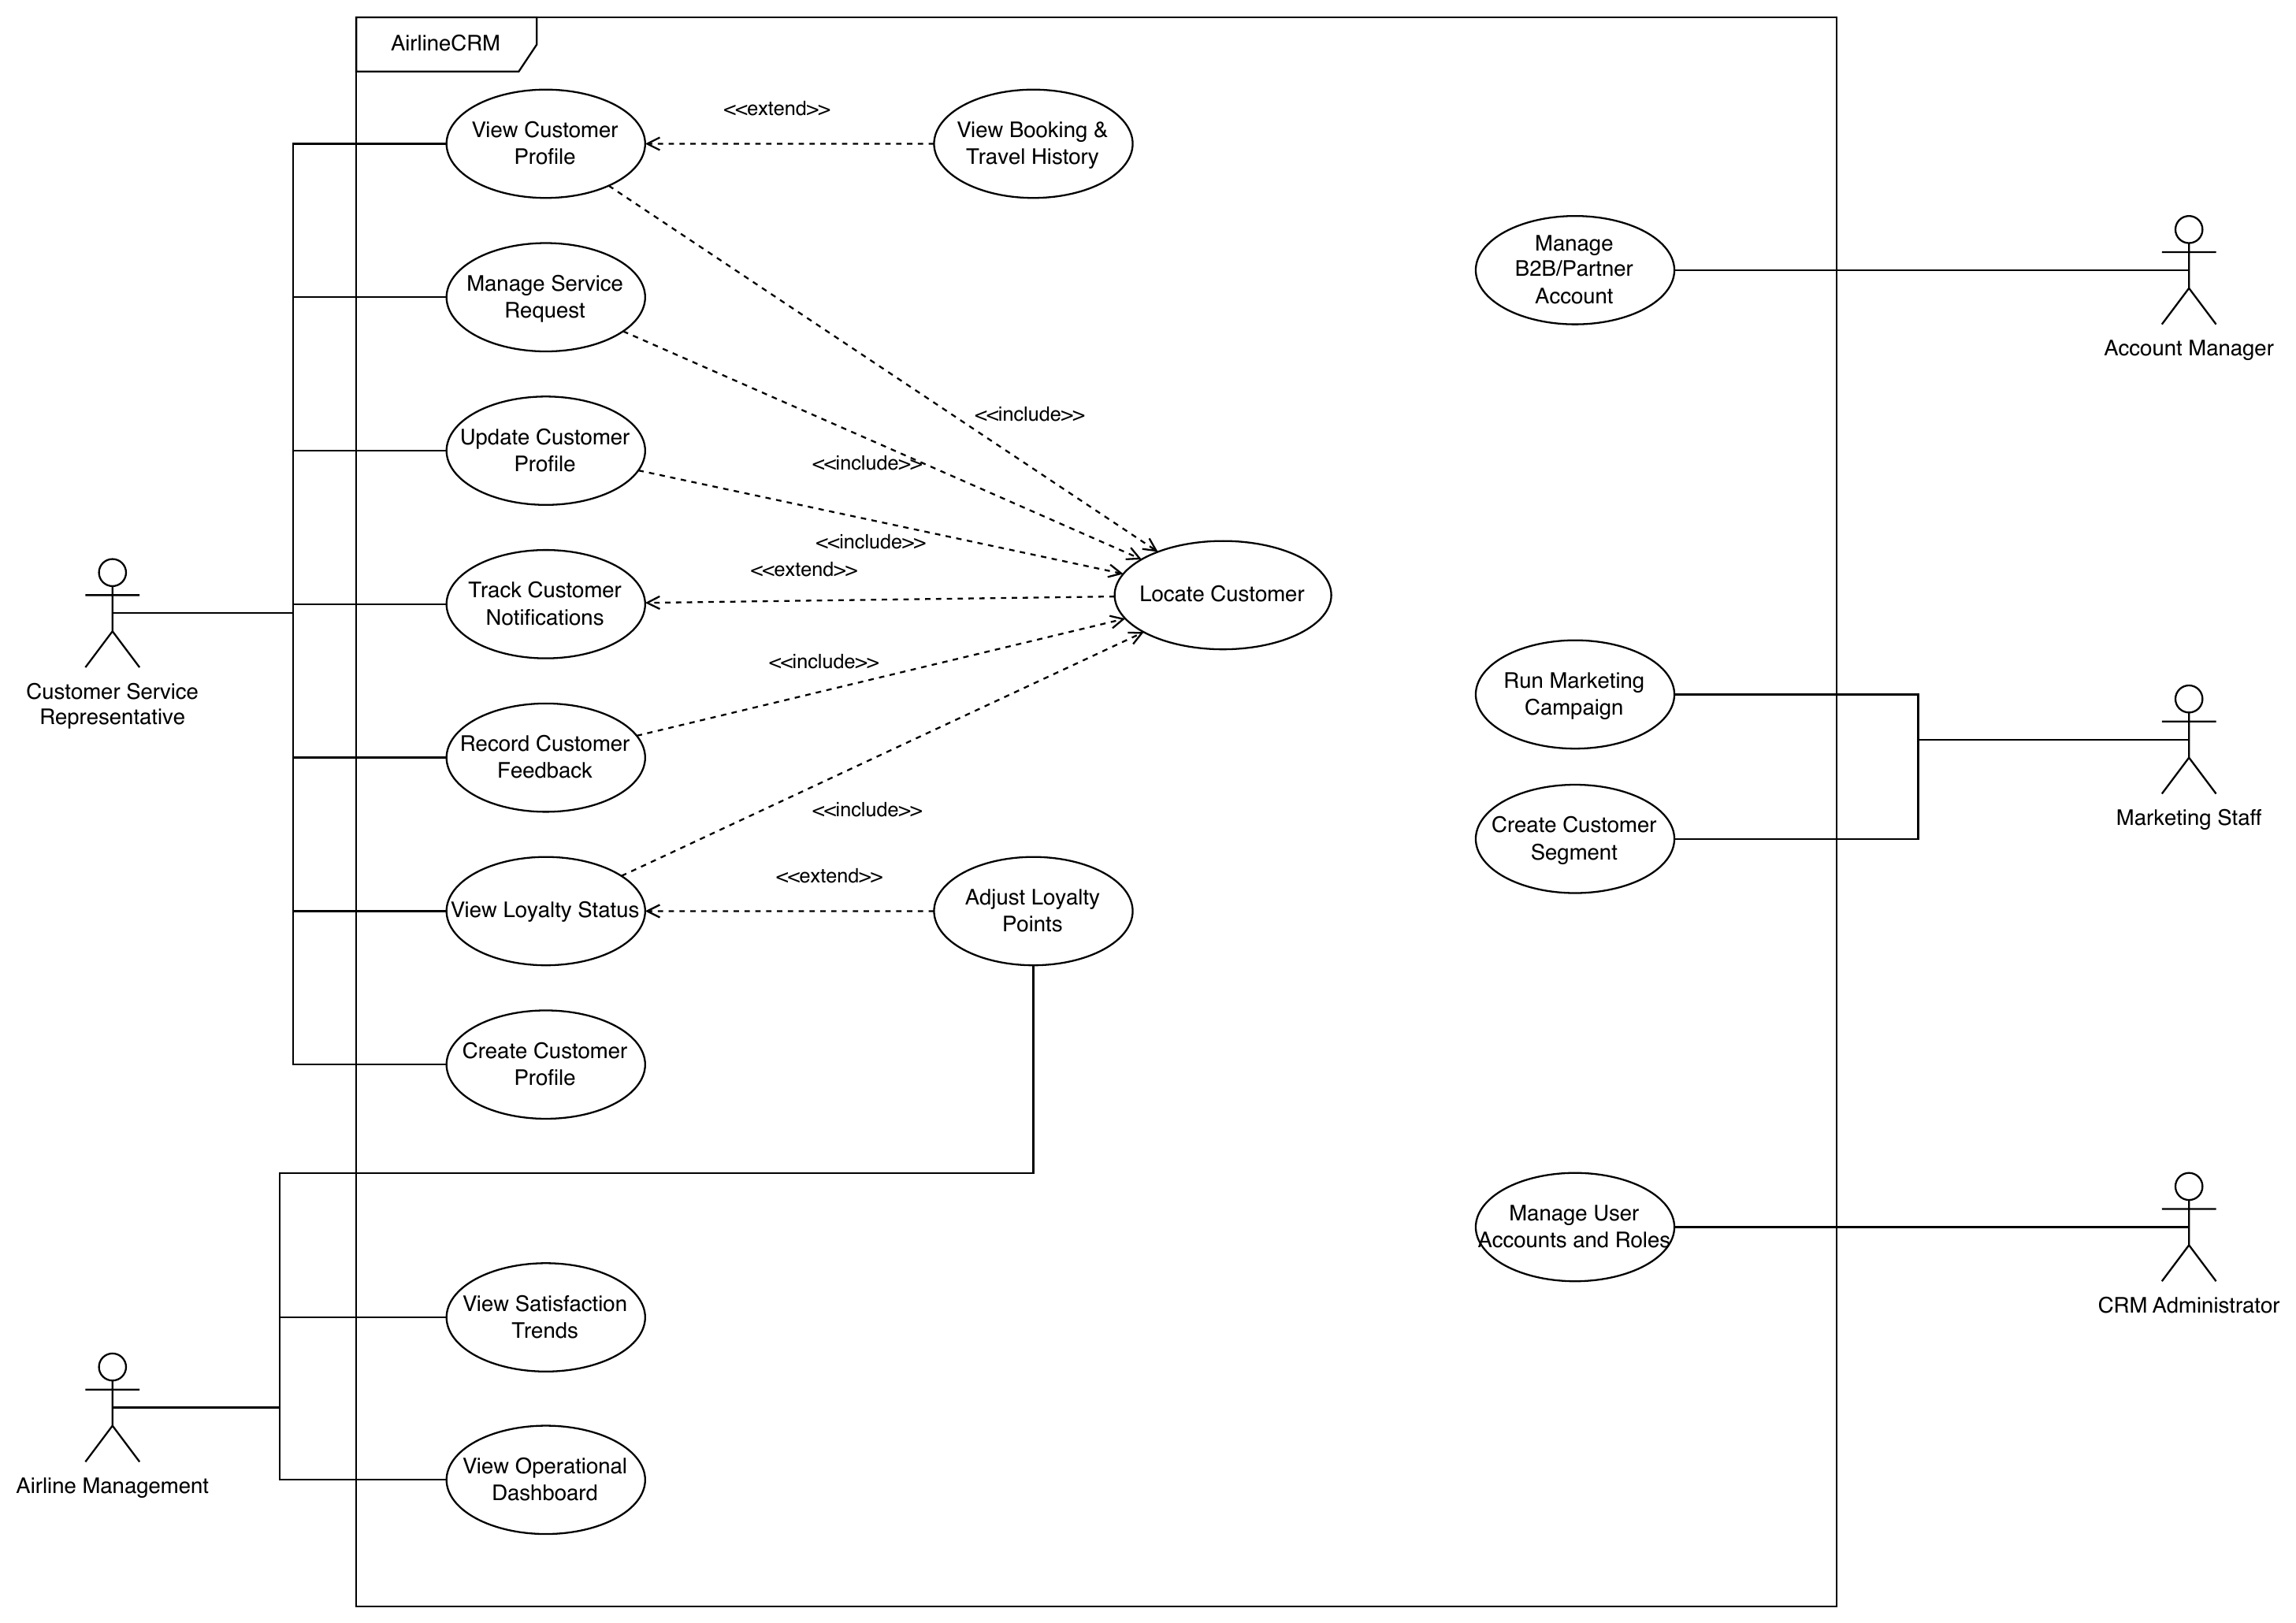 AirlineCRM
View Customer
Profile
<<extend>>
View Booking &
Travel History
Manage Service
Request
Manage
B2B/Partner
Account
Account Manager
<<include>>
Update Customer
Profile
<<include>>
<<include>>
<<extend>>
Track Customer
Notifications
Locate Customer
Customer Service
Representative
<<include>>
Run Marketing
Campaign
Record Customer
Feedback
<<include>>
Create Customer
Segment
Marketing Staff
View Loyalty Status
<<extend>>
Adjust Loyalty
Points
Create Customer
Profile
Manage User
Accounts and Roles
CRM Administrator
View Satisfaction
Trends
Airline Management
View Operational
Dashboard